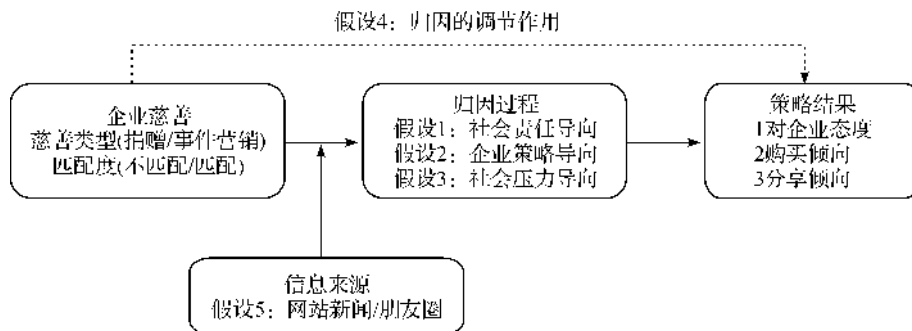 假设4：归因的调节作用
企业慈善
慈善类型(捐赠/事件营销)
匹配度(不匹配/匹配)
归因过程
假设1：社会责任导向
假设2：企业策略导向
假设3：社会压力导向
策略结果
1对企业态度
2购买倾向
3分享倾向
信息来源
假设5：网站新闻/朋友圈